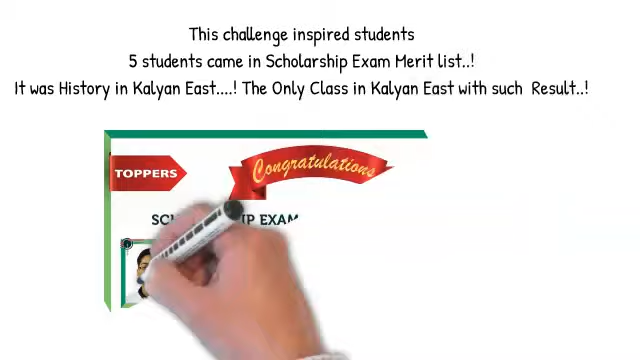 This challenge inspired students
5 students came in Scholarship Exam Merit list..!
It was History in Kalyan East....! The Only Class in Kalyan East with such Result..!
Congratulations
TOPPERS
EXAM